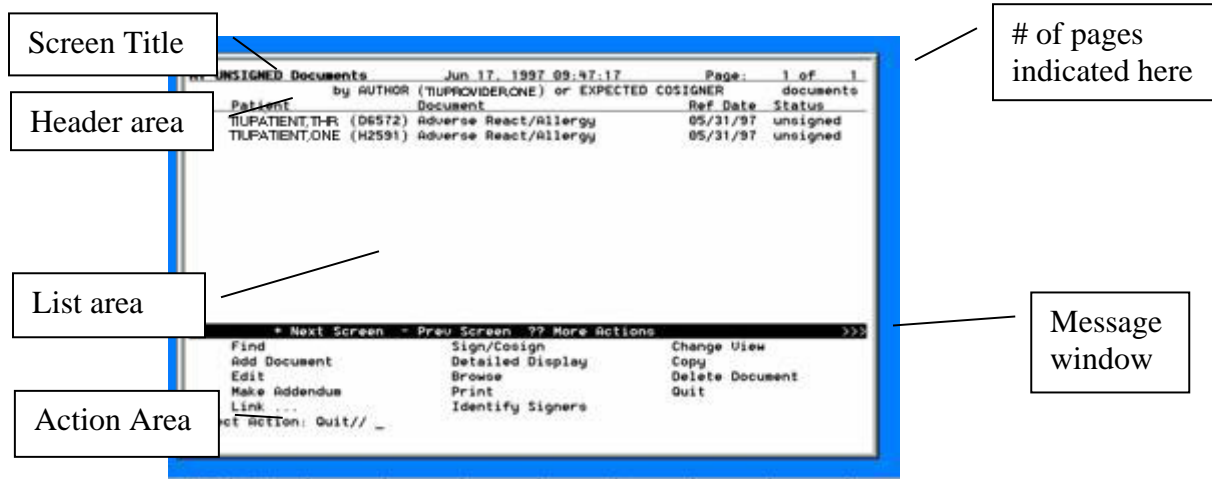 Screen Title
# of pages
indicated here
Header area
List area
Message
window
Action Area
UNSIGNED Documents Jun 17, 1997 09:47:17 Page: 1 of 1
by AUTHOR (TIUPROVIDER,ONE) or EXPECTED COSIGNER documents
Patient Document Ref Date Status
TIUPATIENT,THR (D6572) Adverse React/Allergy 05/31/97 unsigned
TIUPATIENT,ONE (H2591) Adverse React/Allergy 05/31/97 unsigned
+ Next Screen - Prev Screen ?? More Actions >>>
Find Sign/Cosign Change View
Add Document Detailed Display Copy
Edit Browse Delete Document
Make Addendum Print Quit
Link ... Identify Signers
ct Action: Quit// _